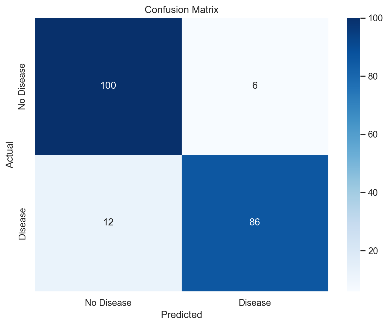 Confusion Matrix
100
No Disease
100
6
80
60
Actual
40
Disease
12
86
20
No Disease
Disease
Predicted